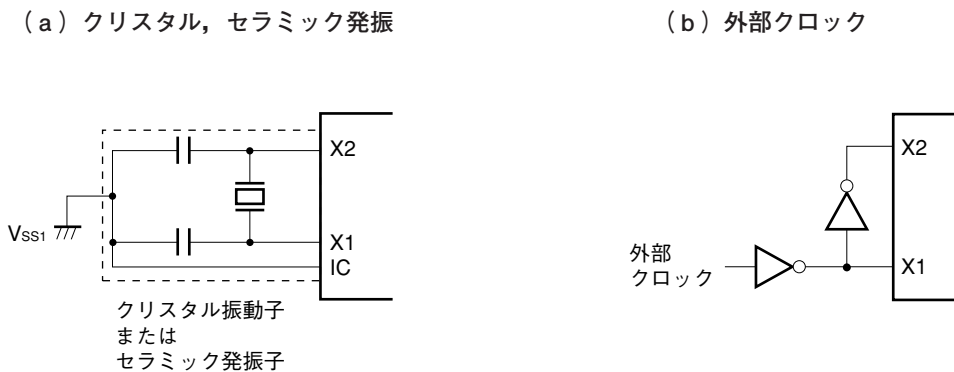 （a）クリスタル，セラミック発振
X2
X1
IC
VSS1
クリスタル振動子
または
セラミック発振子
（b）外部クロック
X2
X1
外部
クロック